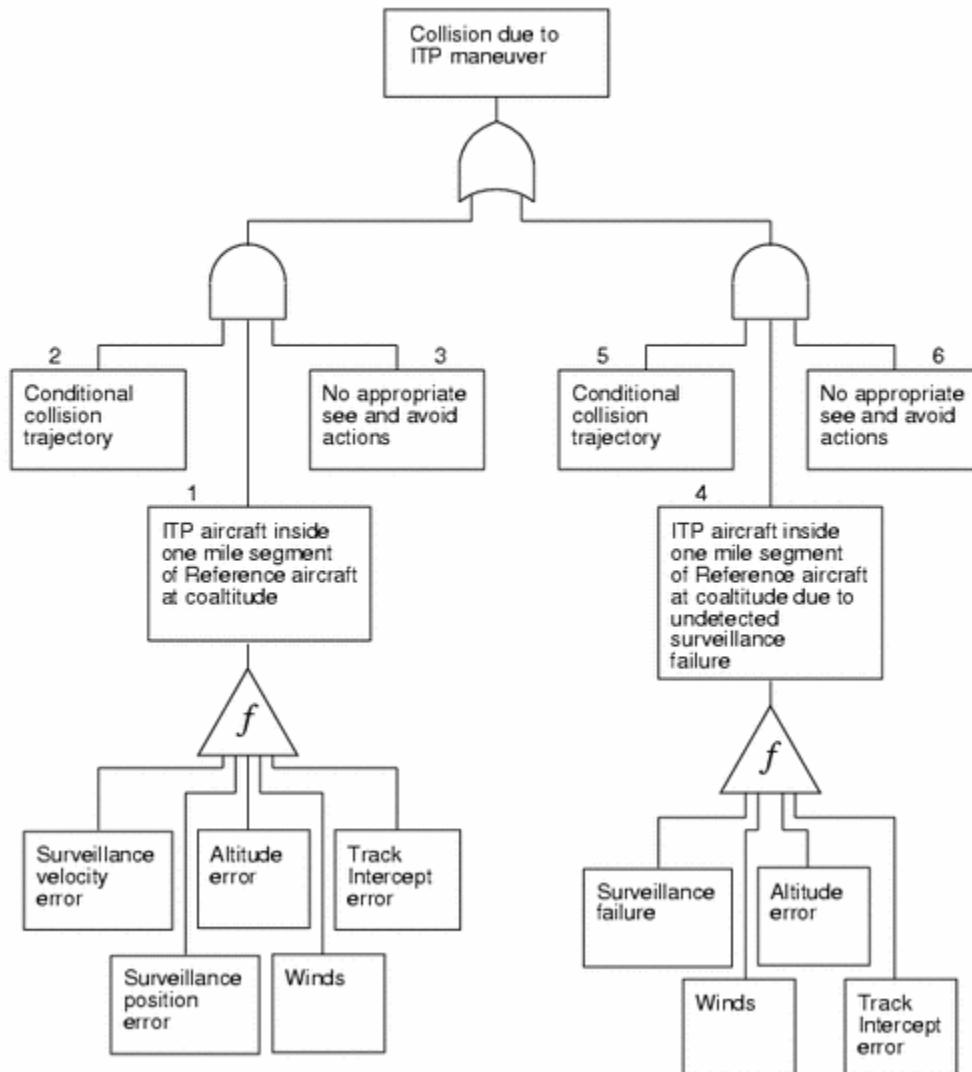 Collision due to
ITP maneuver
2
3
Conditional
collision
trajectory
No appropriate
see and avoid
actions
5
6
Conditional
collision
trajectory
No appropriate
see and avoid
actions
1
ITP aircraft inside
one mile segment
of Reference aircraft
at coaltitude
4
ITP aircraft inside
one mile segment
of Reference aircraft
at coaltitude due to
undetected
surveillance
failure
f
f
Surveillance
velocity
error
Altitude
error
Track
Intercept
error
Surveillance
position
error
Winds
Surveillance
failure
Altitude
error
Winds
Track
Intercept
error